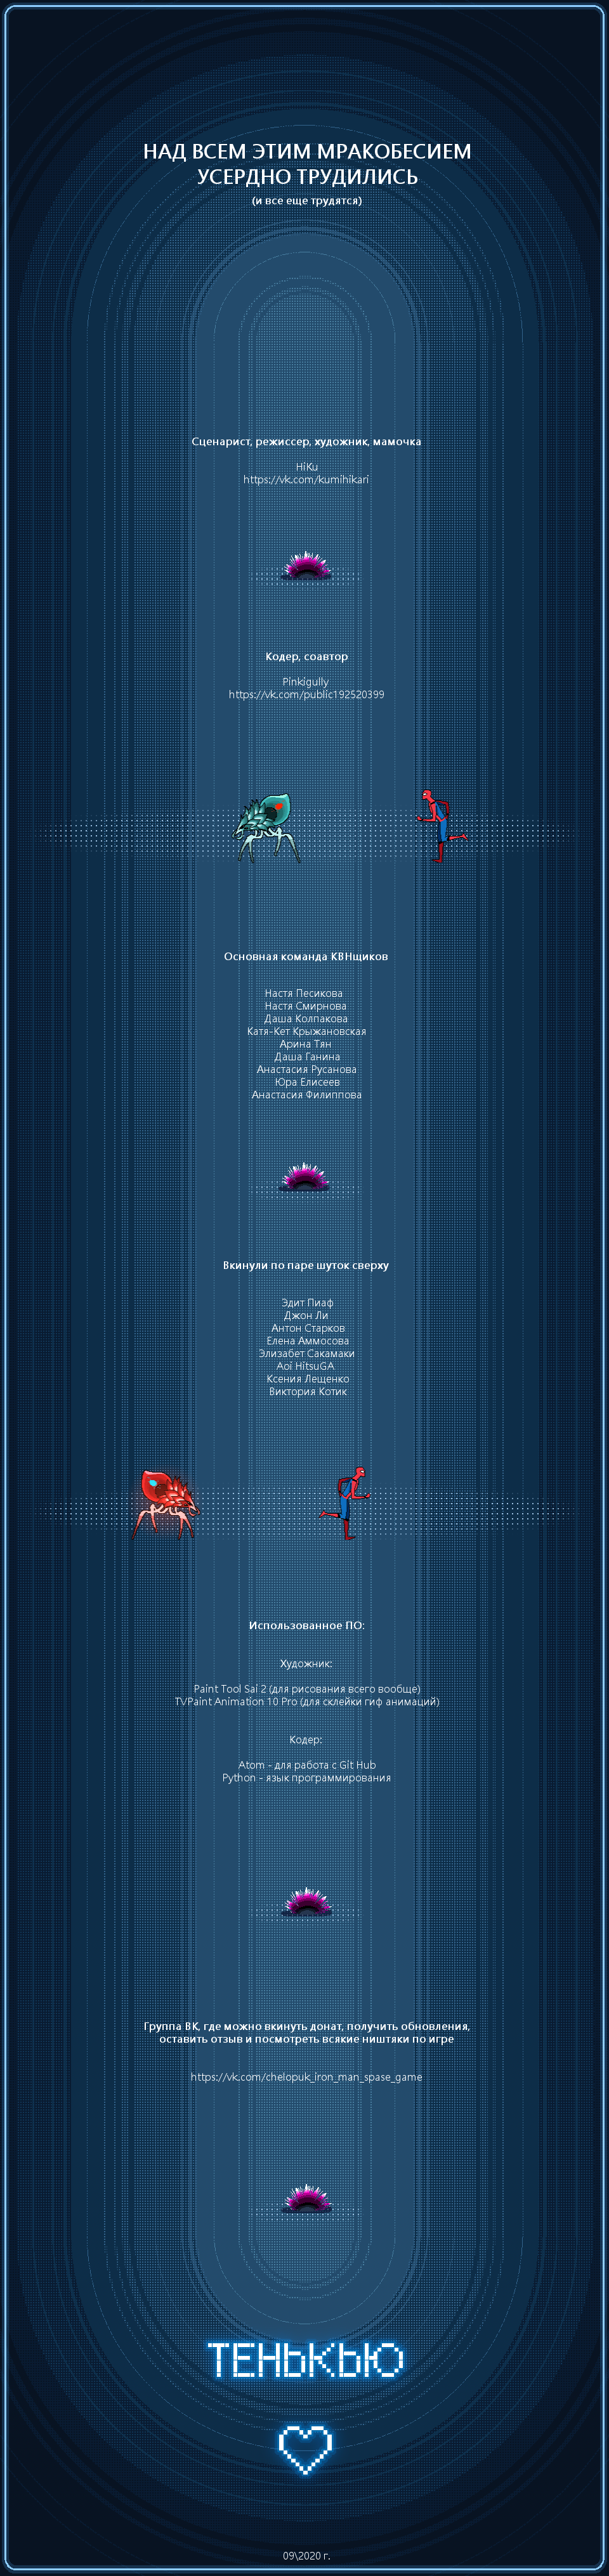 НАД ВСЕМ ЭТИМ МРАКОБЕСИЕМ
УСЕРДНО ТРУДИЛИСЬ
(и все еще трудятся)
Сценарист, режиссер, художник, мамочка
HiKu
https://vk.com/kumihikari
Кодер, соавтор
Pinkigully
https://vk.com/public192520399
Основная команда КВНщиков
Настя Песикова
Настя Смирнова
Даша Колпакова
Катя-Кет Крыжановская
Арина Тян
Даша Ганина
Анастасия Русанова
Юра Елисеев
Анастасия Филиппова
Вкинули по паре шуток сверху
Эдит Пиаф
Джон Ли
Антон Старков
Елена Аммосова
Элизабет Сакамаки
Aoi HitsuGA
Ксения Лещенко
Виктория Котик
Использованное ПО:
Художник:
Paint Tool Sai 2 (для рисования всего вообще)
TVPaint Animation 10 Pro (для склейки гиф анимаций)
Кодер:
Atom - для работа с Git Hub
Python - язык программирования
Группа ВК, где можно вкинуть донат, получить обновления,
оставить отзыв и посмотреть всякие ништяки по игре
https://vk.com/chelopuk_iron_man_spase_game
ТЕНЬКЬЮ
09\2020 г.